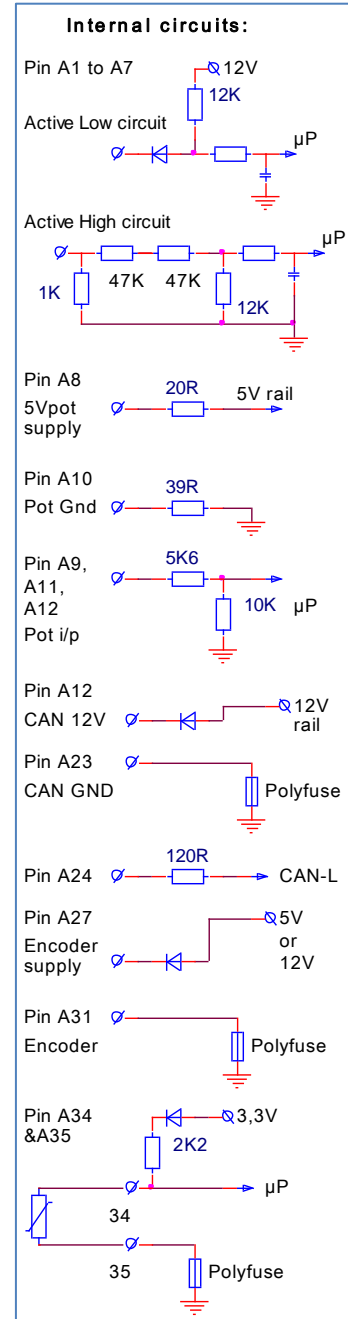 Internal circuits:
Pin A1 to A7
12V
12K
Active Low circuit
µP
Active High circuit
µP
47K 47K
1K
12K
Pin A8
20R
5V rail
5Vpot
supply
Pin A10
39R
Pot Gnd
Pin A9,
5K6
A11,
A12
10K µP
Pot i/p
Pin A12
12V
CAN 12V
rail
Pin A23
CAN GND
Polyfuse
120R
Pin A24
CAN-L
Pin A27
5V
Encoder
or
supply
12V
Pin A31
Encoder
Polyfuse
Pin A34
3,3V
&A35
2K2
µP
34
35
Polyfuse